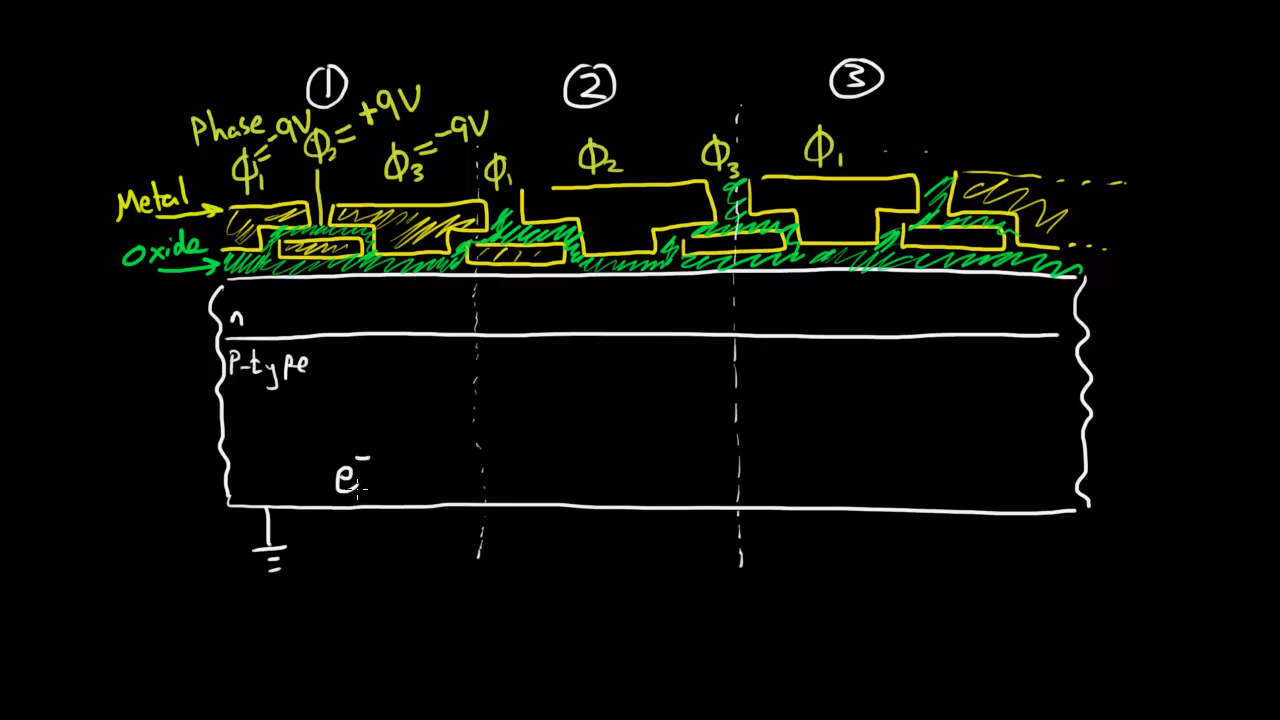 ① ② ③
Phase
ϕ₁ = -9V ϕ₂ = +9V ϕ₃ = -9V ϕ₁ ϕ₂ ϕ₃ ϕ₁ ....
Metal
Oxide
n
P-type
e⁻